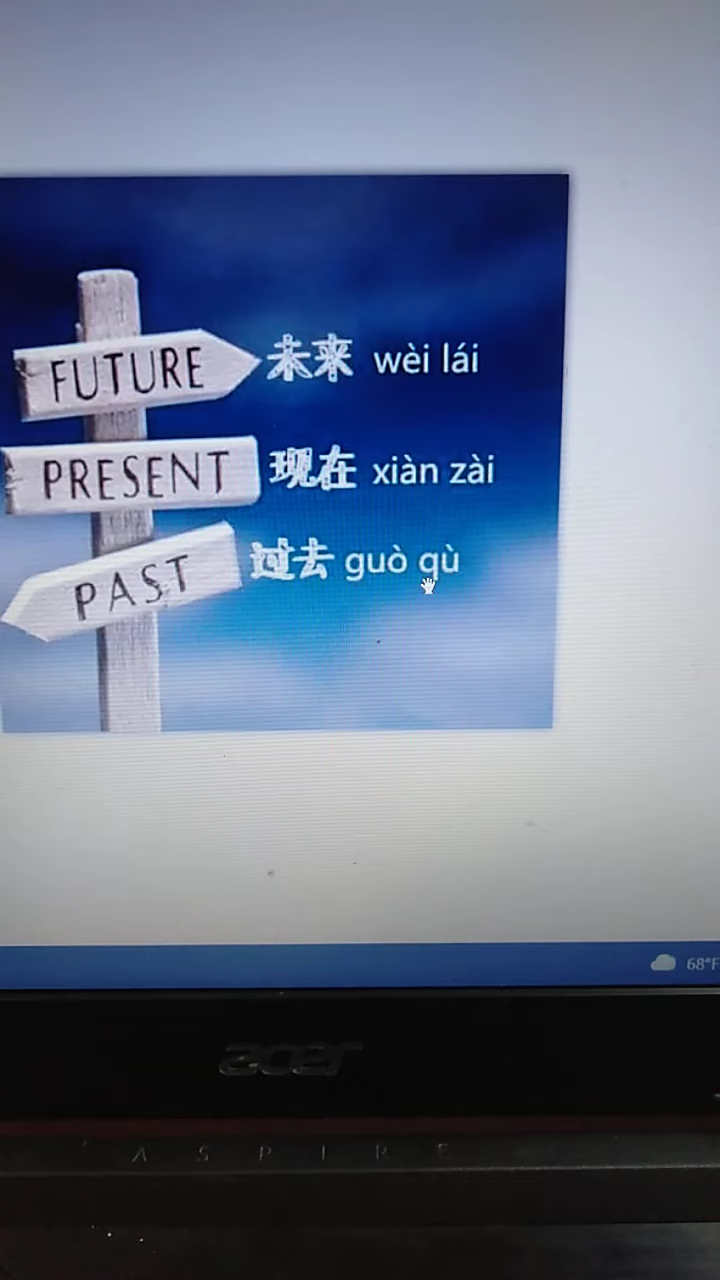 FUTURE 未来 wèi lái
PRESENT 现在 xiàn zài
PAST 过去 guò qù
68°F
acer
ASPIRE